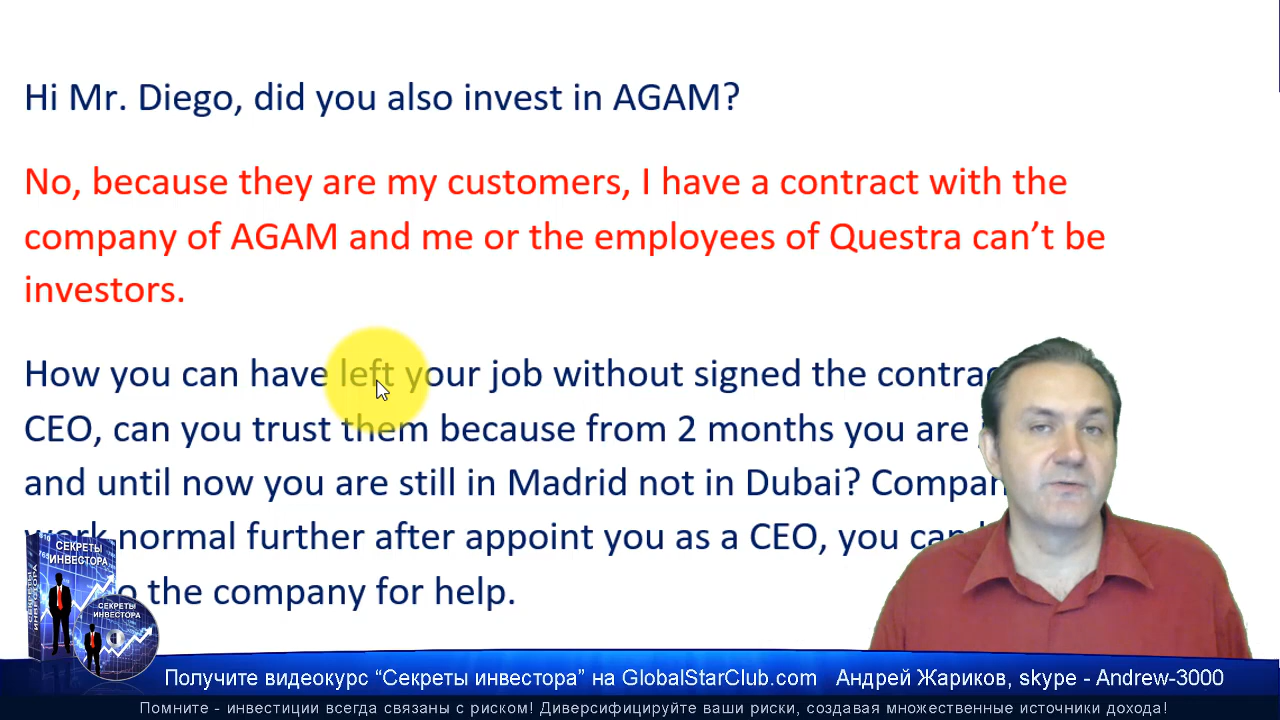 Hi Mr. Diego, did you also invest in AGAM?
No, because they are my customers, I have a contract with the
company of AGAM and me or the employees of Questra can't be
investors.
How you can have left your job without signed the
CEO, can you trust them because from 2 months you are
and until now you are still in Madrid not in Dubai?
normal further after appoint you as a CEO, you
the company for help.
СЕКРЕТЫ
ИНВЕСТОРА
СЕКРЕТЫ
ИНВЕСТОРА
Получите видеокурс “Секреты инвестора” на GlobalStarClub.com Андрей Жариков, skype - Andrew-3000
Помните - инвестиции всегда связаны с риском! Диверсифицируйте ваши риски, создавая множественные источники дохода!